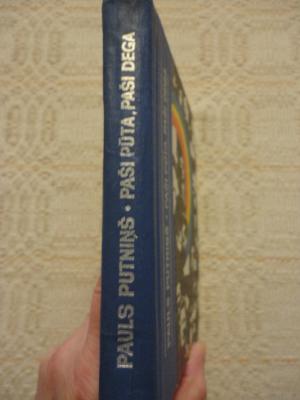 PAULS PUTNIŅŠ • PAŠI PŪTA, PAŠI DEGA